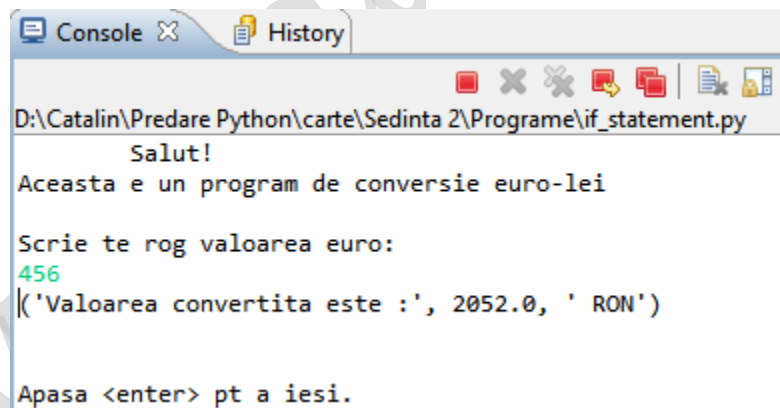 Console History
D:\Catalin\Predare Python\carte\Sedinta 2\Programe\if_statement.py
Salut!
Aceasta e un program de conversie euro-lei
Scrie te rog valoarea euro:
456
('Valoarea convertita este :', 2052.0, ' RON')
Apasa <enter> pt a iesi.